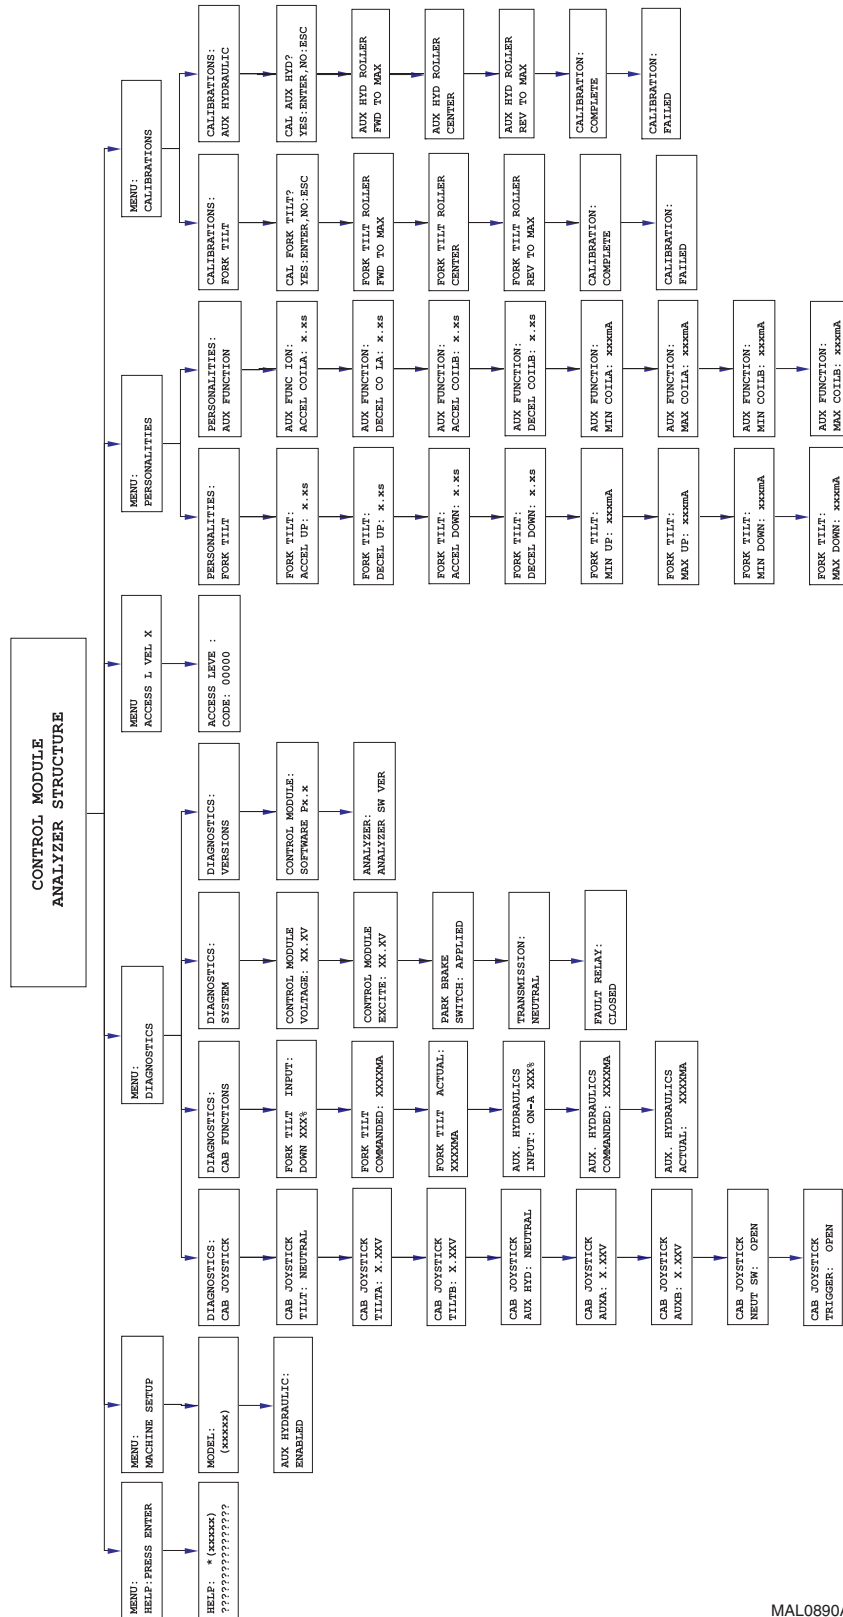 CONTROL MODULE
ANALYZER STRUCTURE
MENU:
HELP:PRESS ENTER
HELP: *(xxxxx)
????????????????
MENU:
MACHINE SETUP
MODEL:
(xxxxx)
AUX HYDRAULIC:
ENABLED
MENU:
DIAGNOSTICS
DIAGNOSTICS:
CAB JOYSTICK
CAB JOYSTICK
TILT: NEUTRAL
CAB JOYSTICK
TILTA: X.XXV
CAB JOYSTICK
TILTB: X.XXV
CAB JOYSTICK
AUX HYD: NEUTRAL
CAB JOYSTICK
AUXA: X.XXV
CAB JOYSTICK
AUXB: X.XXV
CAB JOYSTICK
NEUT SW: OPEN
CAB JOYSTICK
TRIGGER: OPEN
DIAGNOSTICS:
CAB FUNCTIONS
FORK TILT INPUT:
DOWN XXX%
FORK TILT
COMMANDED: XXXXMA
FORK TILT ACTUAL:
XXXXMA
AUX. HYDRAULICS
INPUT: ON-A XXX%
AUX. HYDRAULICS
COMMANDED: XXXXMA
AUX. HYDRAULICS
ACTUAL: XXXXMA
DIAGNOSTICS:
SYSTEM
CONTROL MODULE
VOLTAGE: XX.XV
CONTROL MODULE
EXCITE: XX.XV
PARK BRAKE
SWITCH: APPLIED
TRANSMISSION:
NEUTRAL
FAULT RELAY:
CLOSED
DIAGNOSTICS:
VERSIONS
CONTROL MODULE:
SOFTWARE Px.x
ANALYZER:
ANALYZER SW VER
MENU
ACCESS L VEL X
ACCESS LEVE :
CODE: 00000
MENU:
PERSONALITIES
PERSONALITIES:
FORK TILT
FORK TILT:
ACCEL UP: x.xs
FORK TILT:
DECEL UP: x.xs
FORK TILT:
ACCEL DOWN: x.xs
FORK TILT:
DECEL DOWN: x.xs
FORK TILT:
MIN UP: xxxmA
FORK TILT:
MAX UP: xxxmA
FORK TILT:
MIN DOWN: xxxmA
FORK TILT:
MAX DOWN: xxxmA
PERSONALITIES:
AUX FUNCTION
AUX FUNC ION:
ACCEL COILA: x.xs
AUX FUNCTION:
DECEL CO LA: x.xs
AUX FUNCTION:
ACCEL COILB: x.xs
AUX FUNCTION:
DECEL COILB: x.xs
AUX FUNCTION:
MIN COILA: xxxmA
AUX FUNCTION:
MAX COILA: xxxmA
AUX FUNCTION:
MIN COILB: xxxmA
AUX FUNCTION:
MAX COILB: xxxmA
MENU:
CALIBRATIONS
CALIBRATIONS:
FORK TILT
CAL FORK TILT?
YES:ENTER,NO:ESC
FORK TILT ROLLER
FWD TO MAX
FORK TILT ROLLER
CENTER
FORK TILT ROLLER
REV TO MAX
CALIBRATION:
COMPLETE
CALIBRATION:
FAILED
CALIBRATIONS:
AUX HYDRAULIC
CAL AUX HYD?
YES:ENTER,NO:ESC
AUX HYD ROLLER
FWD TO MAX
AUX HYD ROLLER
CENTER
AUX HYD ROLLER
REV TO MAX
CALIBRATION:
COMPLETE
CALIBRATION:
FAILED
MAL0890A